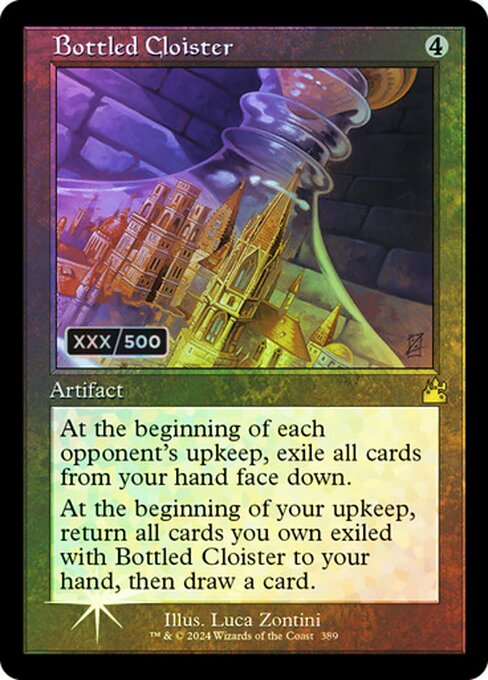 Bottled Cloister 4
XXX/500
Artifact
At the beginning of each
opponent's upkeep, exile all cards
from your hand face down.
At the beginning of your upkeep,
return all cards you own exiled
with Bottled Cloister to your
hand, then draw a card.
Illus. Luca Zontini
™ & © 2024 Wizards of the Coast 389